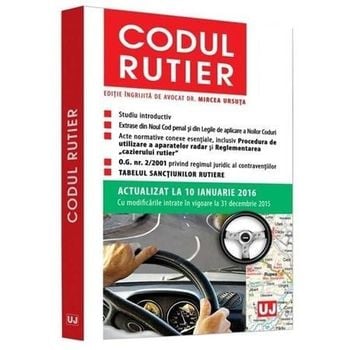 CODUL
RUTIER
EDIȚIE ÎNGRIJITĂ DE AVOCAT DR. MIRCEA URSUȚA
Studiu introductiv
Extrase din Noul Cod penal și din Legile de aplicare a Noilor Coduri
Acte normative conexe esențiale, inclusiv Procedura de
utilizare a aparatelor radar și Reglementarea
„cazierului rutier”
O.G. nr. 2/2001 privind regimul juridic al contravențiilor
TABELUL SANCȚIUNILOR RUTIERE
ACTUALIZAT LA 10 IANUARIE 2016
Cu modificările intrate în vigoare la 31 decembrie 2015
UJ
CODUL RUTIER
UJ